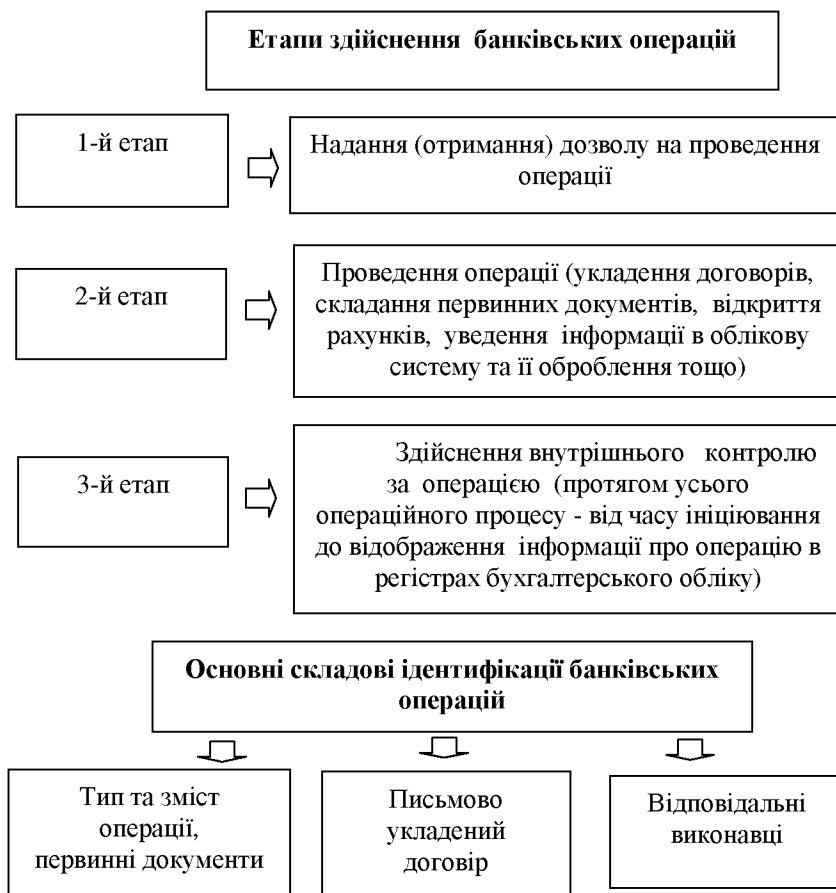 Етапи здійснення банківських операцій
1-й етап
Надання (отримання) дозволу на проведення
операції
2-й етап
Проведення операції (укладення договорів,
складання первинних документів, відкриття
рахунків, уведення інформації в облікову
систему та її оброблення тощо)
3-й етап
Здійснення внутрішнього контролю
за операцією (протягом усього
операційного процесу - від часу ініціювання
до відображення інформації про операцію в
регістрах бухгалтерського обліку)
Основні складові ідентифікації банківських
операцій
Тип та зміст
операції,
первинні документи
Письмово
укладений
договір
Відповідальні
виконавці